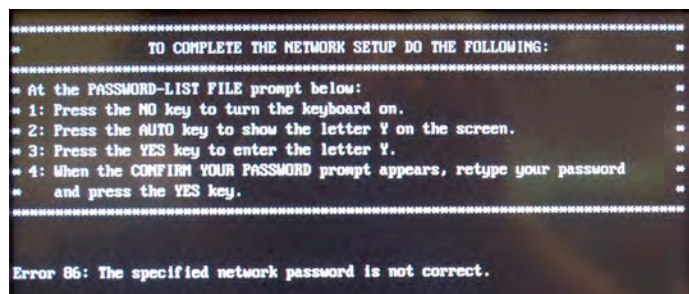 ****************************************************************************
* TO COMPLETE THE NETWORK SETUP DO THE FOLLOWING: *
****************************************************************************
* At the PASSWORD-LIST FILE prompt below: *
* 1: Press the NO key to turn the keyboard on. *
* 2: Press the AUTO key to show the letter Y on the screen. *
* 3: Press the YES key to enter the letter Y. *
* 4: When the CONFIRM YOUR PASSWORD prompt appears, retype your password *
* and press the YES key. *
****************************************************************************
Error 86: The specified network password is not correct.